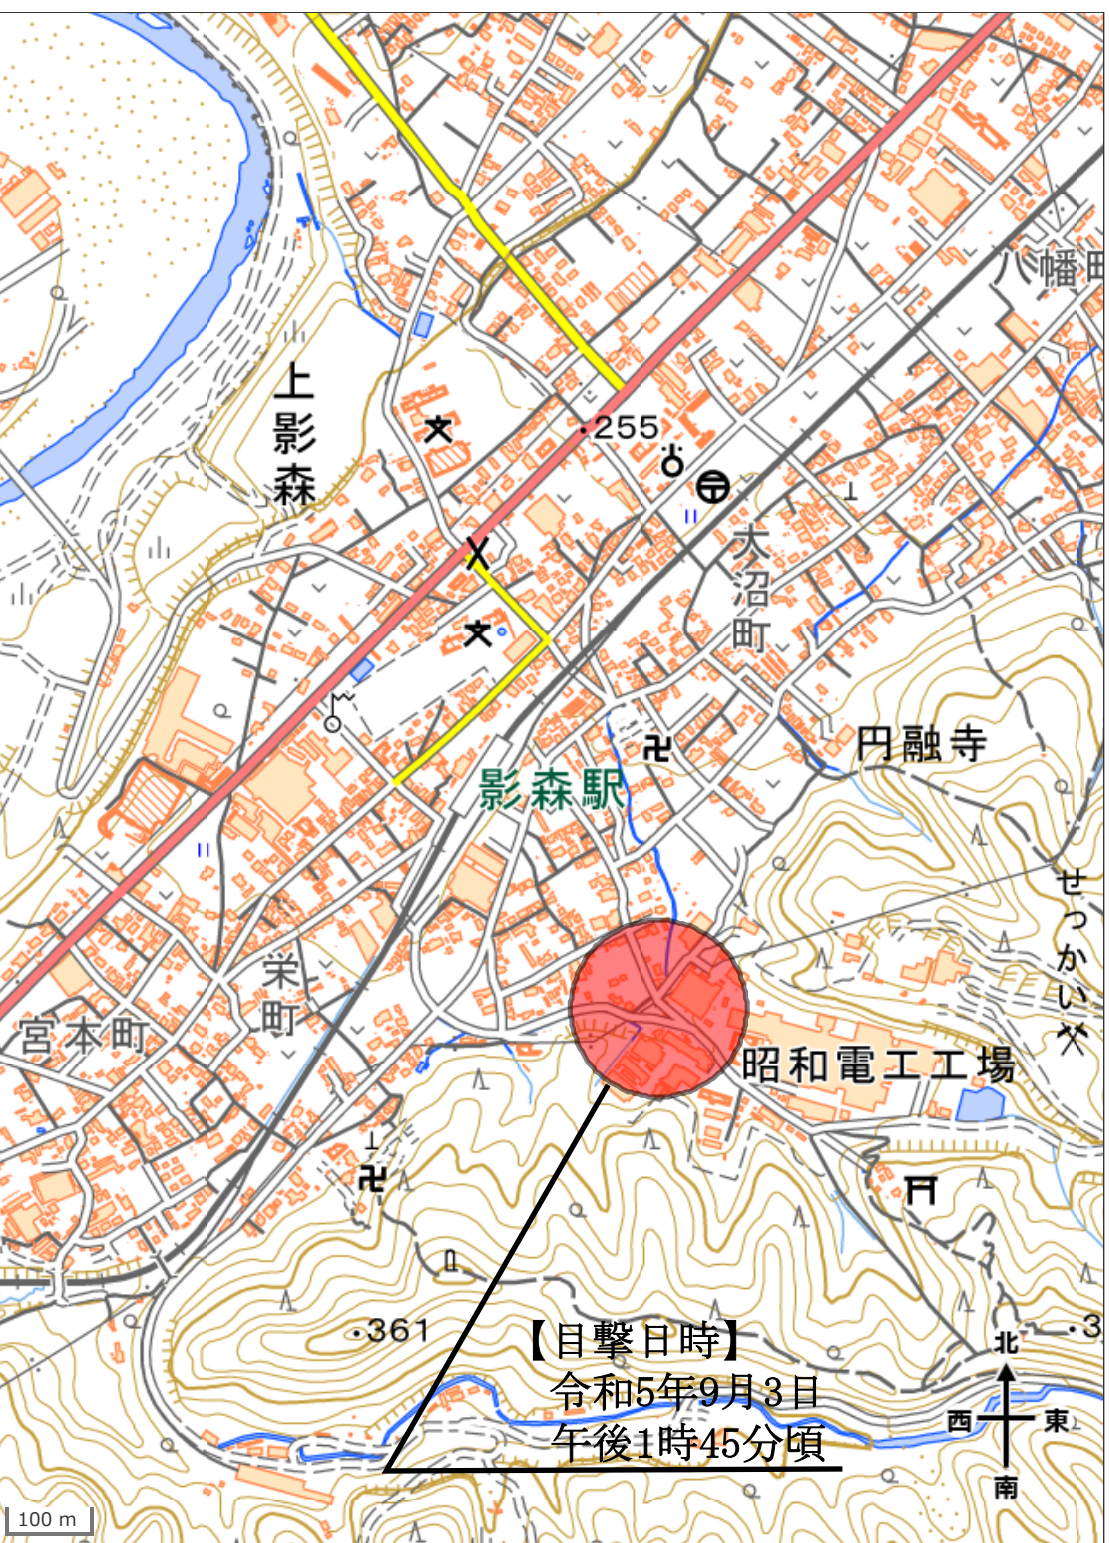 八幡町
上影森
255
大沼町
円融寺
影森駅
せっかい
栄町
宮本町
昭和電工工場
361
【目撃日時】
令和5年9月3日
午後1時45分頃
北
西
東
南
100 m